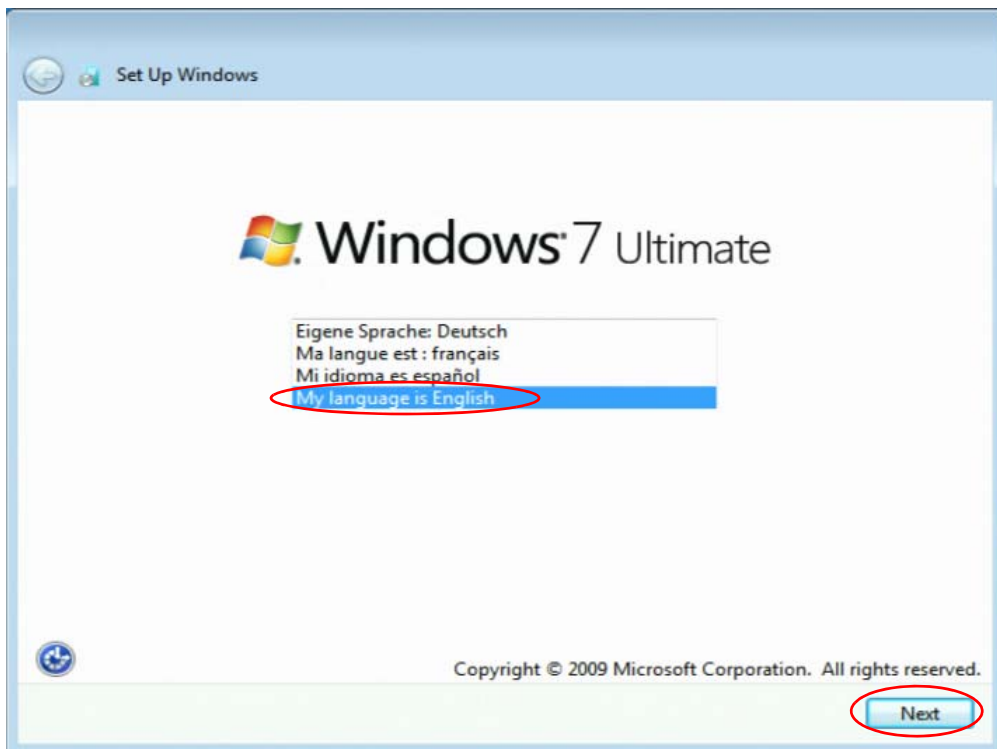 Set Up Windows
Windows 7 Ultimate
Eigene Sprache: Deutsch
Ma langue est : français
Mi idioma es español
My language is English
Copyright © 2009 Microsoft Corporation. All rights reserved.
Next